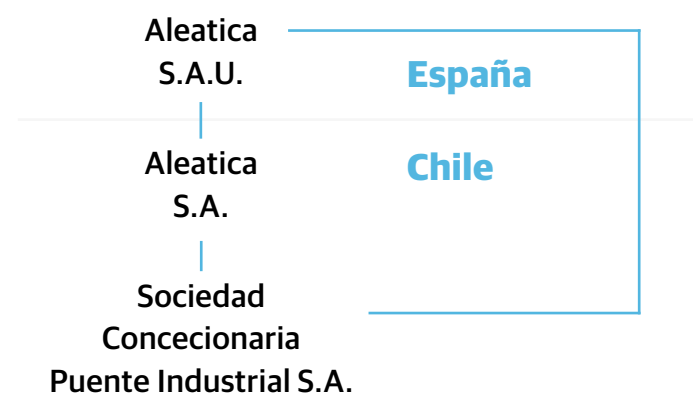 Aleatica
S.A.U.
España
Aleatica
S.A.
Chile
Sociedad
Concecionaria
Puente Industrial S.A.